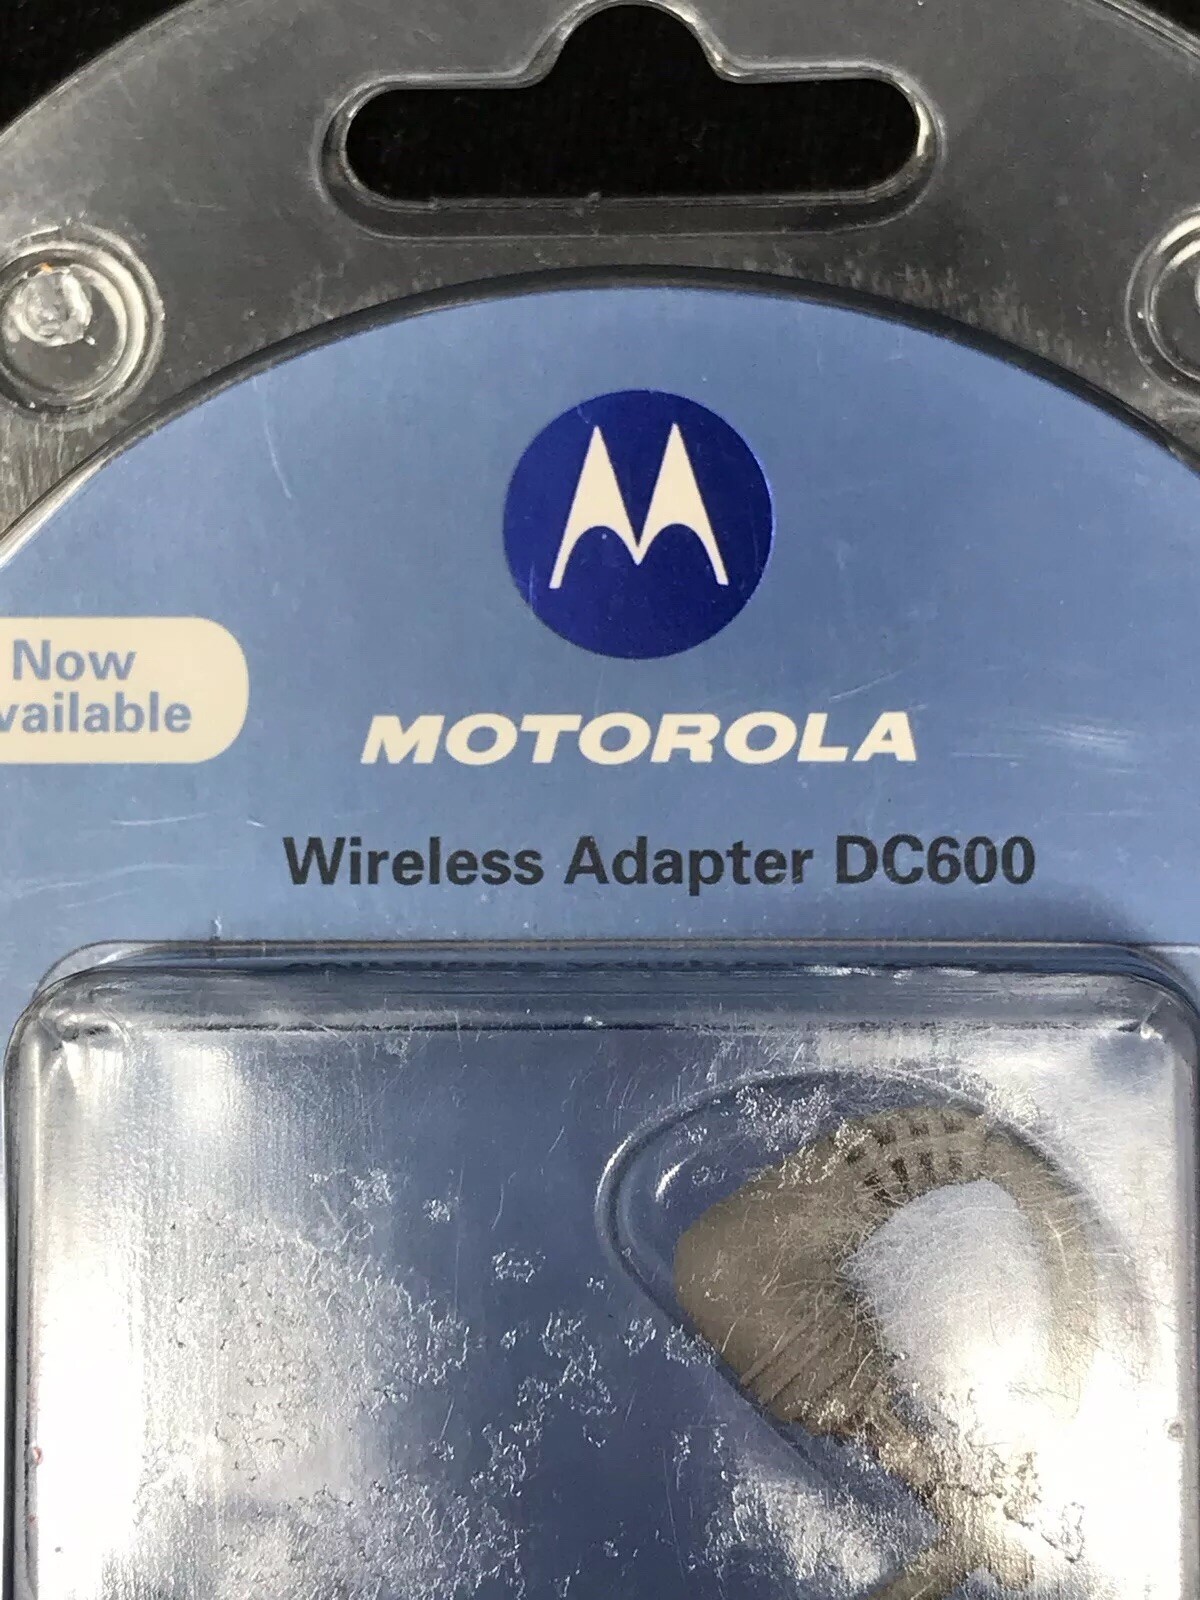 Now
vailable
MOTOROLA
Wireless Adapter DC600